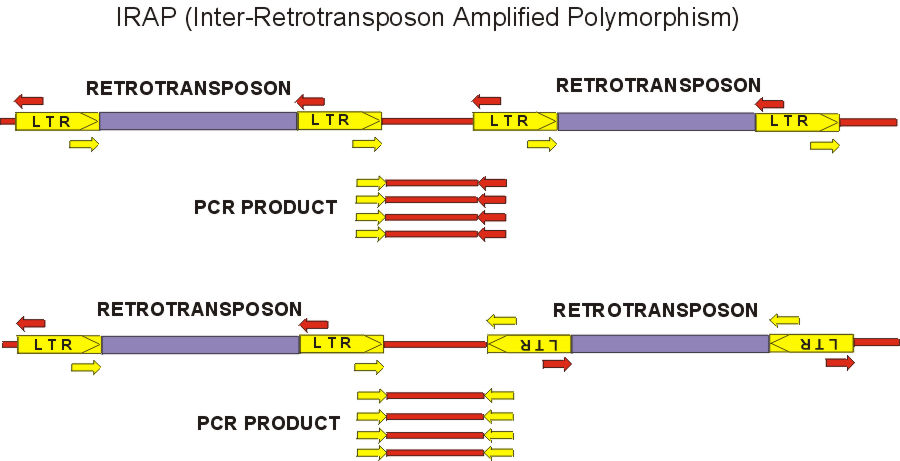 IRAP (Inter-Retrotransposon Amplified Polymorphism)
RETROTRANSPOSON RETROTRANSPOSON
LTR LTR LTR LTR
PCR PRODUCT
RETROTRANSPOSON RETROTRANSPOSON
LTR LTR LTR LTR
PCR PRODUCT